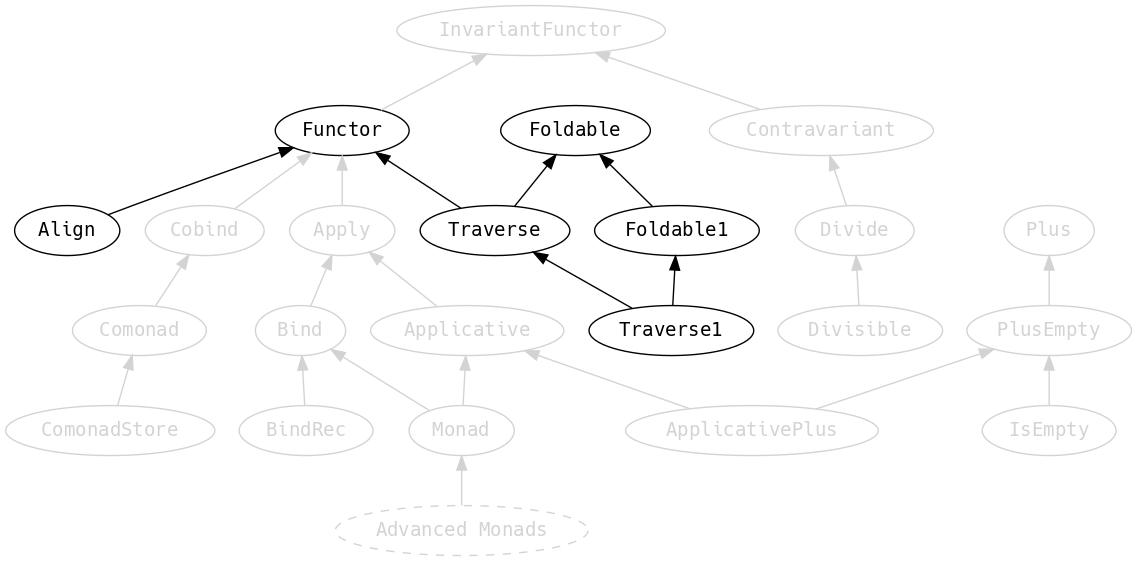 InvariantFunctor
Functor
Foldable
Contravariant
Align
Cobind
Apply
Traverse
Foldable1
Divide
Plus
Comonad
Bind
Applicative
Traverse1
Divisible
PlusEmpty
ComonadStore
BindRec
Monad
ApplicativePlus
IsEmpty
Advanced Monads